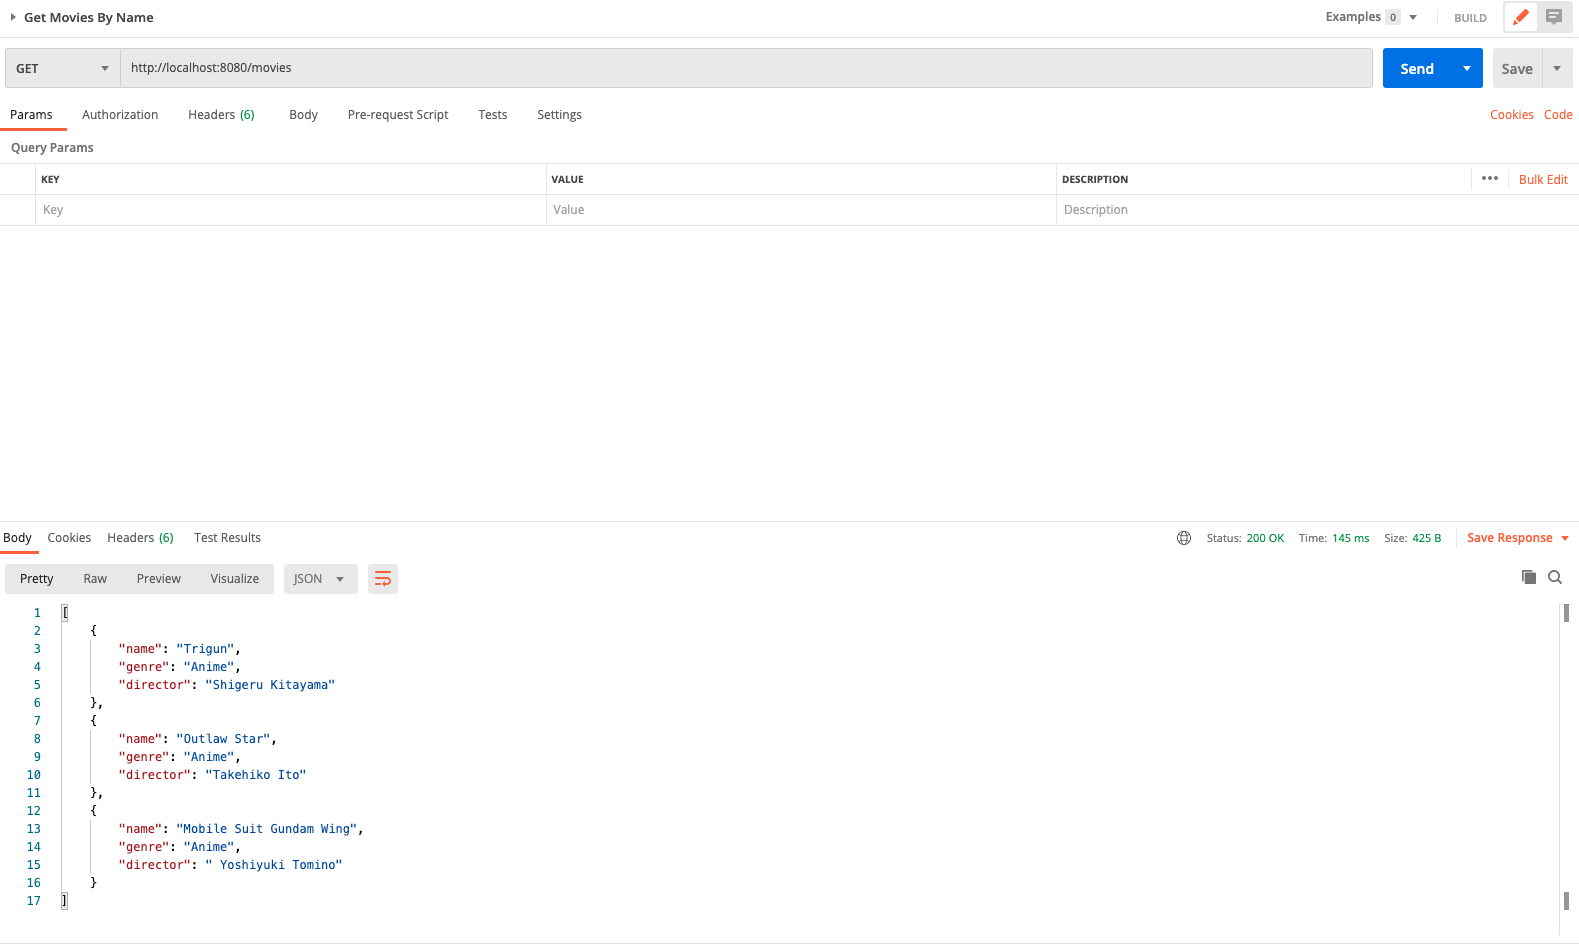 Get Movies By Name Examples 0 BUILD
GET http://localhost:8080/movies Send Save
Params Authorization Headers (6) Body Pre-request Script Tests Settings Cookies Code
Query Params
KEY VALUE DESCRIPTION ••• Bulk Edit
Key Value Description
Body Cookies Headers (6) Test Results Status: 200 OK Time: 145 ms Size: 425 B Save Response
Pretty Raw Preview Visualize JSON
1 [
2 {
3 "name": "Trigun",
4 "genre": "Anime",
5 "director": "Shigeru Kitayama"
6 },
7 {
8 "name": "Outlaw Star",
9 "genre": "Anime",
10 "director": "Takehiko Ito"
11 },
12 {
13 "name": "Mobile Suit Gundam Wing",
14 "genre": "Anime",
15 "director": " Yoshiyuki Tomino"
16 }
17 ]